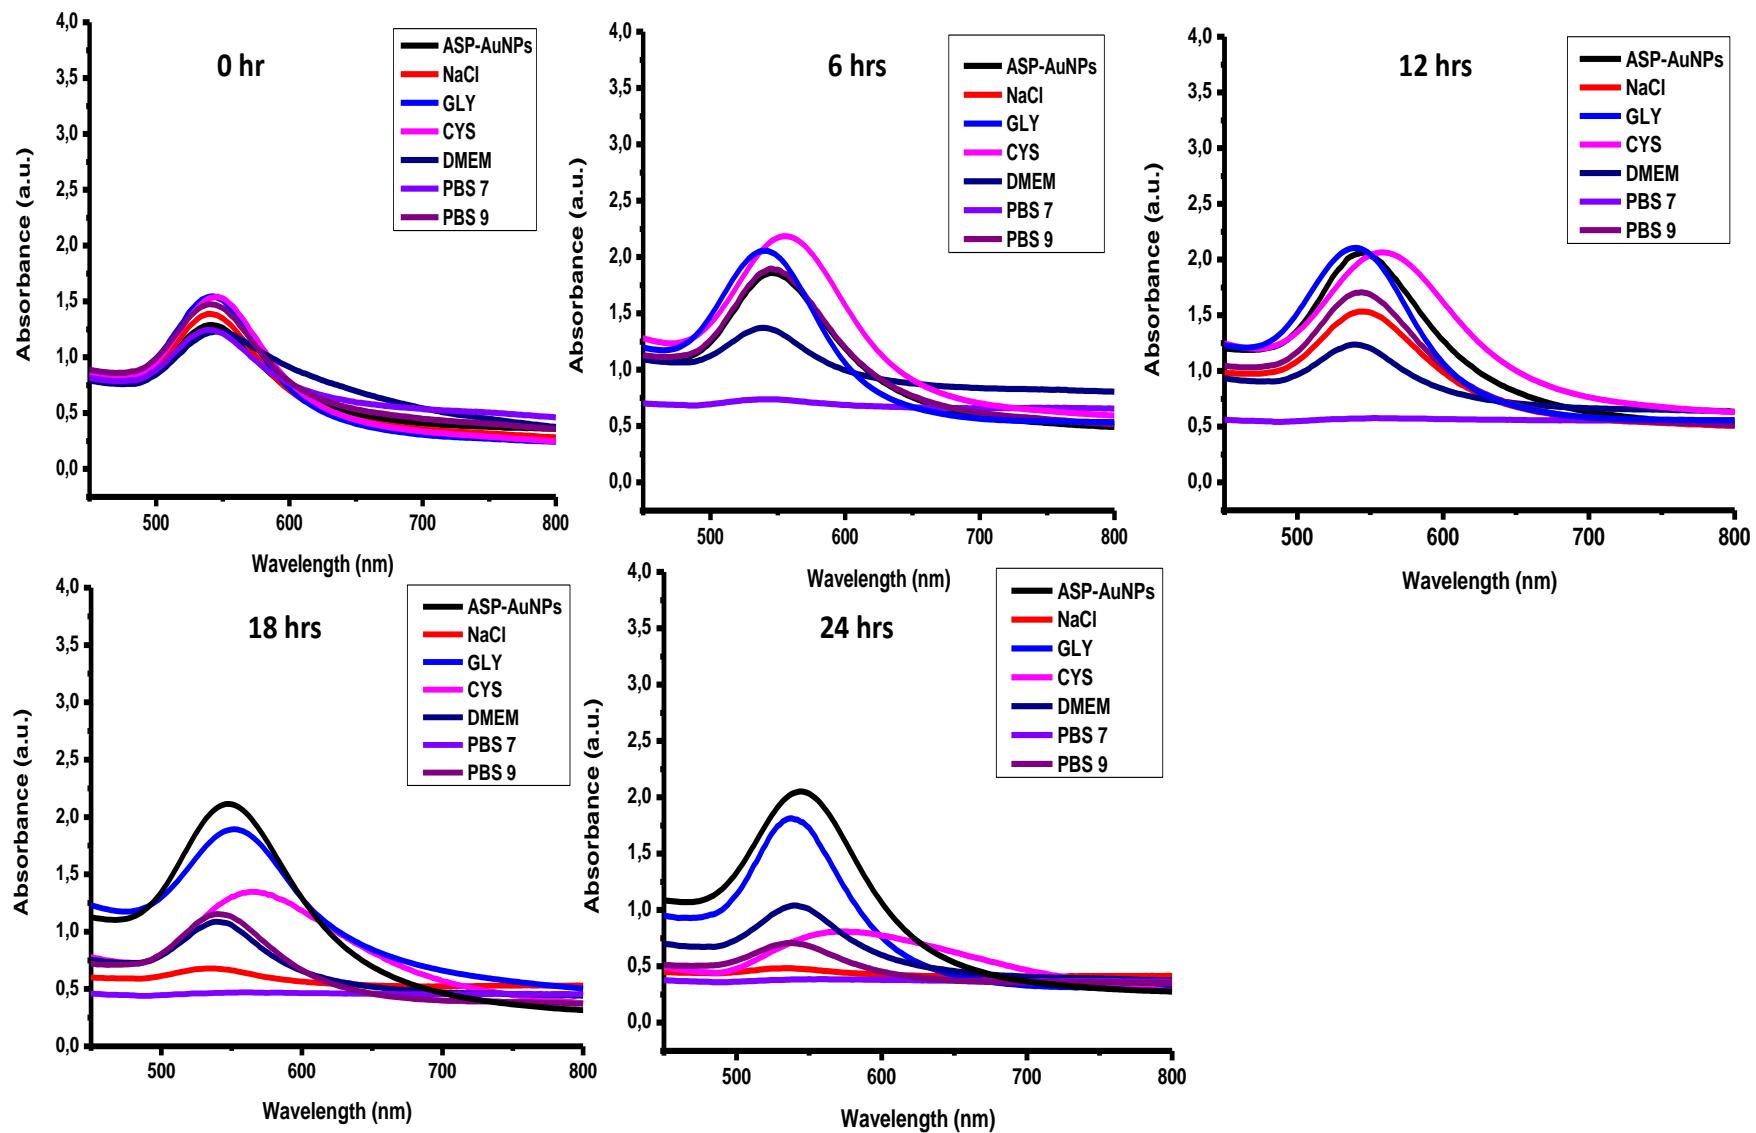 0 hr
Absorbance (a.u.)
4,0
3,5
3,0
2,5
2,0
1,5
1,0
0,5
0,0
500 600 700 800
Wavelength (nm)
ASP-AuNPs
NaCl
GLY
CYS
DMEM
PBS 7
PBS 9
6 hrs
Absorbance (a.u.)
4,0
3,5
3,0
2,5
2,0
1,5
1,0
0,5
0,0
500 600 700 800
Wavelength (nm)
ASP-AuNPs
NaCl
GLY
CYS
DMEM
PBS 7
PBS 9
12 hrs
Absorbance (a.u.)
4,0
3,5
3,0
2,5
2,0
1,5
1,0
0,5
0,0
500 600 700 800
Wavelength (nm)
ASP-AuNPs
NaCl
GLY
CYS
DMEM
PBS 7
PBS 9
18 hrs
Absorbance (a.u.)
4,0
3,5
3,0
2,5
2,0
1,5
1,0
0,5
0,0
500 600 700 800
Wavelength (nm)
ASP-AuNPs
NaCl
GLY
CYS
DMEM
PBS 7
PBS 9
24 hrs
Absorbance (a.u.)
4,0
3,5
3,0
2,5
2,0
1,5
1,0
0,5
0,0
500 600 700 800
Wavelength (nm)
ASP-AuNPs
NaCl
GLY
CYS
DMEM
PBS 7
PBS 9